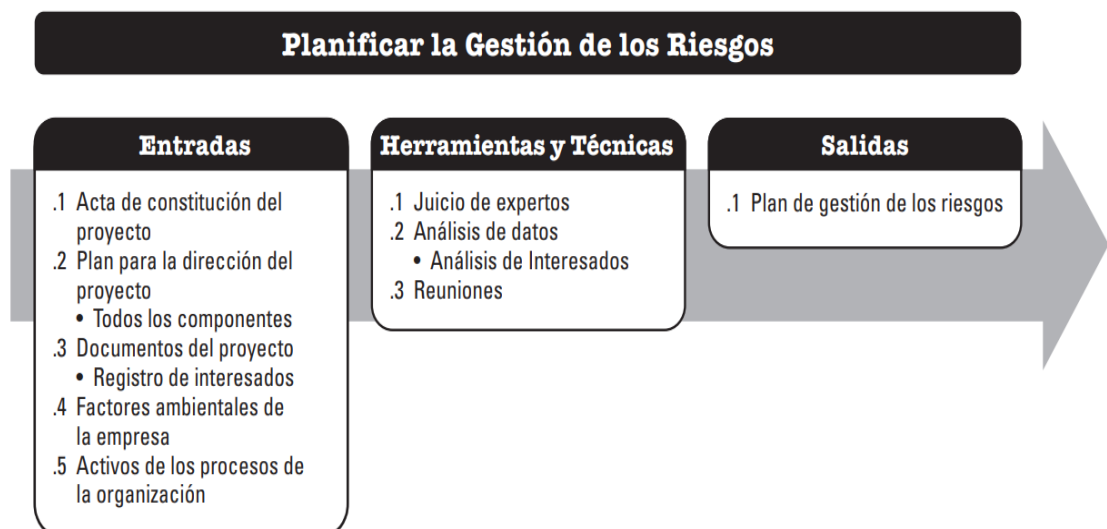 Planificar la Gestión de los Riesgos
Entradas
.1 Acta de constitución del
proyecto
.2 Plan para la dirección del
proyecto
• Todos los componentes
.3 Documentos del proyecto
• Registro de interesados
.4 Factores ambientales de
la empresa
.5 Activos de los procesos de
la organización
Herramientas y Técnicas
.1 Juicio de expertos
.2 Análisis de datos
• Análisis de Interesados
.3 Reuniones
Salidas
.1 Plan de gestión de los riesgos